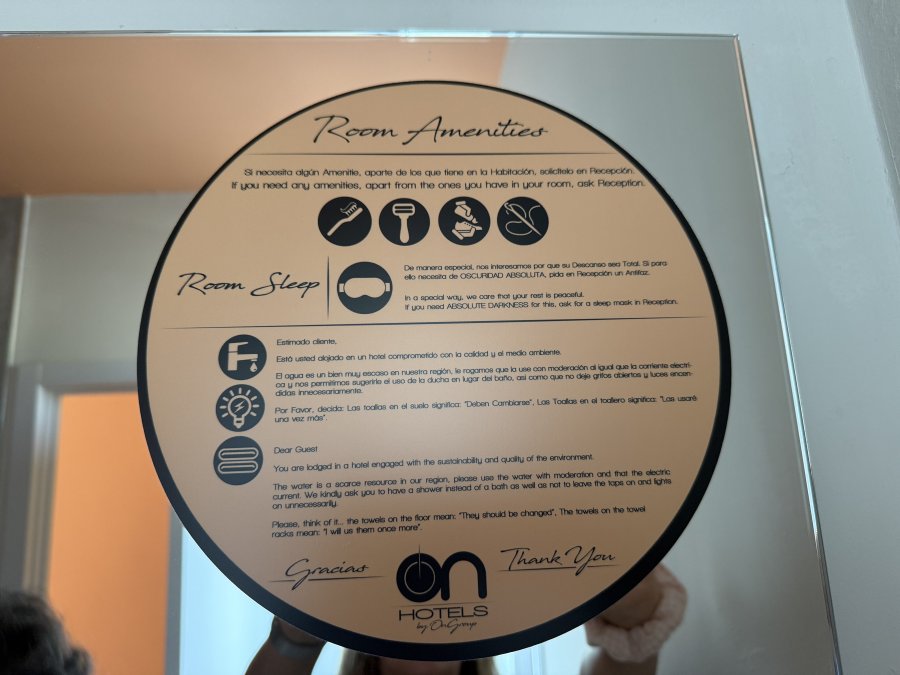 Room Amenities
Si necesita algún Amenitie, aparte de los que tiene en la Habitación, solicítelo en Recepción.
If you need any amenities, apart from the ones you have in your room, ask Reception.
Room Sleep
De manera especial, nos interesamos por que su Descanso sea Total. Si para
ello necesita de OSCURIDAD ABSOLUTA, pida en Recepción un Antifaz.
In a special way, we care that your rest is peaceful.
If you need ABSOLUTE DARKNESS for this, ask for a sleep mask in Reception.
Estimado cliente,
Está usted alojado en un hotel comprometido con la calidad y el medio ambiente.
El agua es un bien muy escaso en nuestra región, le rogamos que la use con moderación al igual que la corriente eléctri-
ca y nos permitimos sugerirle el uso de la ducha en lugar del baño, así como que no deje grifos abiertos y luces encen-
didas innecesariamente.
Por Favor, decida: Las toallas en el suelo significa: "Deben Cambiarse", Las Toallas en el toallero significa: "Las usaré
una vez más".
Dear Guest
You are lodged in a hotel engaged with the sustainability and quality of the environment.
The water is a scarce resource in our region, please use the water with moderation and that the electric
current. We kindly ask you to have a shower instead of a bath as well as not to leave the taps on and lights
on unnecessarily.
Please, think of it... the towels on the floor mean: "They should be changed", The towels on the towel
racks mean: "I will us them once more".
Gracias
Thank You
On
HOTELS
by OnGroup